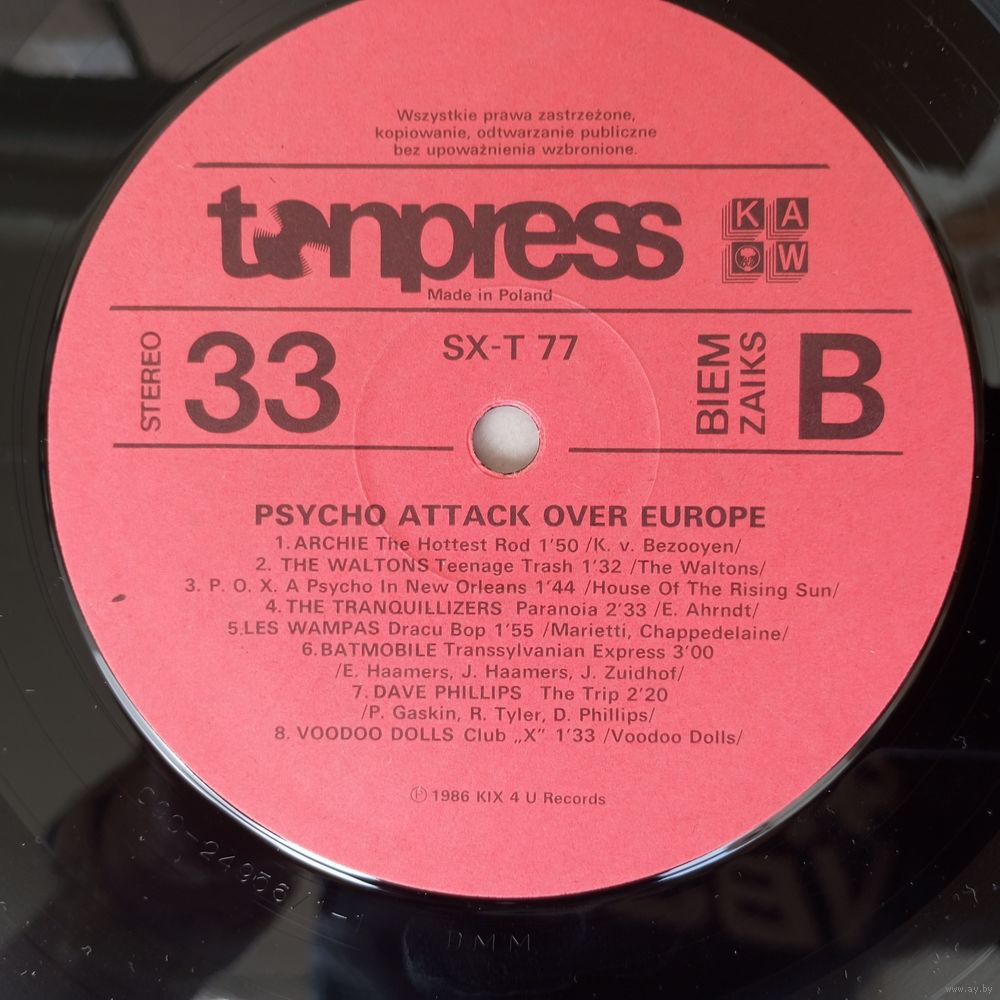 Wszystkie prawa zastrzeżone,
kopiowanie, odtwarzanie publiczne
bez upoważnienia wzbronione.
tonpress
K A
W
Made in Poland
STEREO
33
SX-T 77
BIEM
ZAIKS
B
PSYCHO ATTACK OVER EUROPE
1. ARCHIE The Hottest Rod 1'50 /K. v. Bezooyen/
2. THE WALTONS Teenage Trash 1'32 /The Waltons/
3. P. O. X. A Psycho In New Orleans 1'44 /House Of The Rising Sun/
4. THE TRANQUILLIZERS Paranoia 2'33 /E. Ahrndt/
5. LES WAMPAS Dracu Bop 1'55 /Marietti, Chappedelaine/
6. BATMOBILE Transsylvanian Express 3'00
/E. Haamers, J. Haamers, J. Zuidhof/
7. DAVE PHILLIPS The Trip 2'20
/P. Gaskin, R. Tyler, D. Phillips/
8. VOODOO DOLLS Club „X" 1'33 /Voodoo Dolls/
℗ 1986 KIX 4 U Records
DMM
www.ay.by